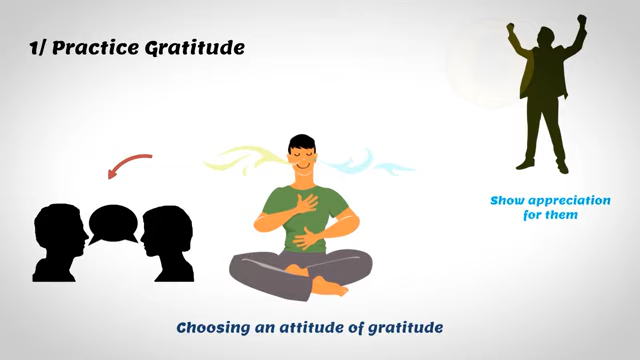 1/ Practice Gratitude
Show appreciation
for them
Choosing an attitude of gratitude